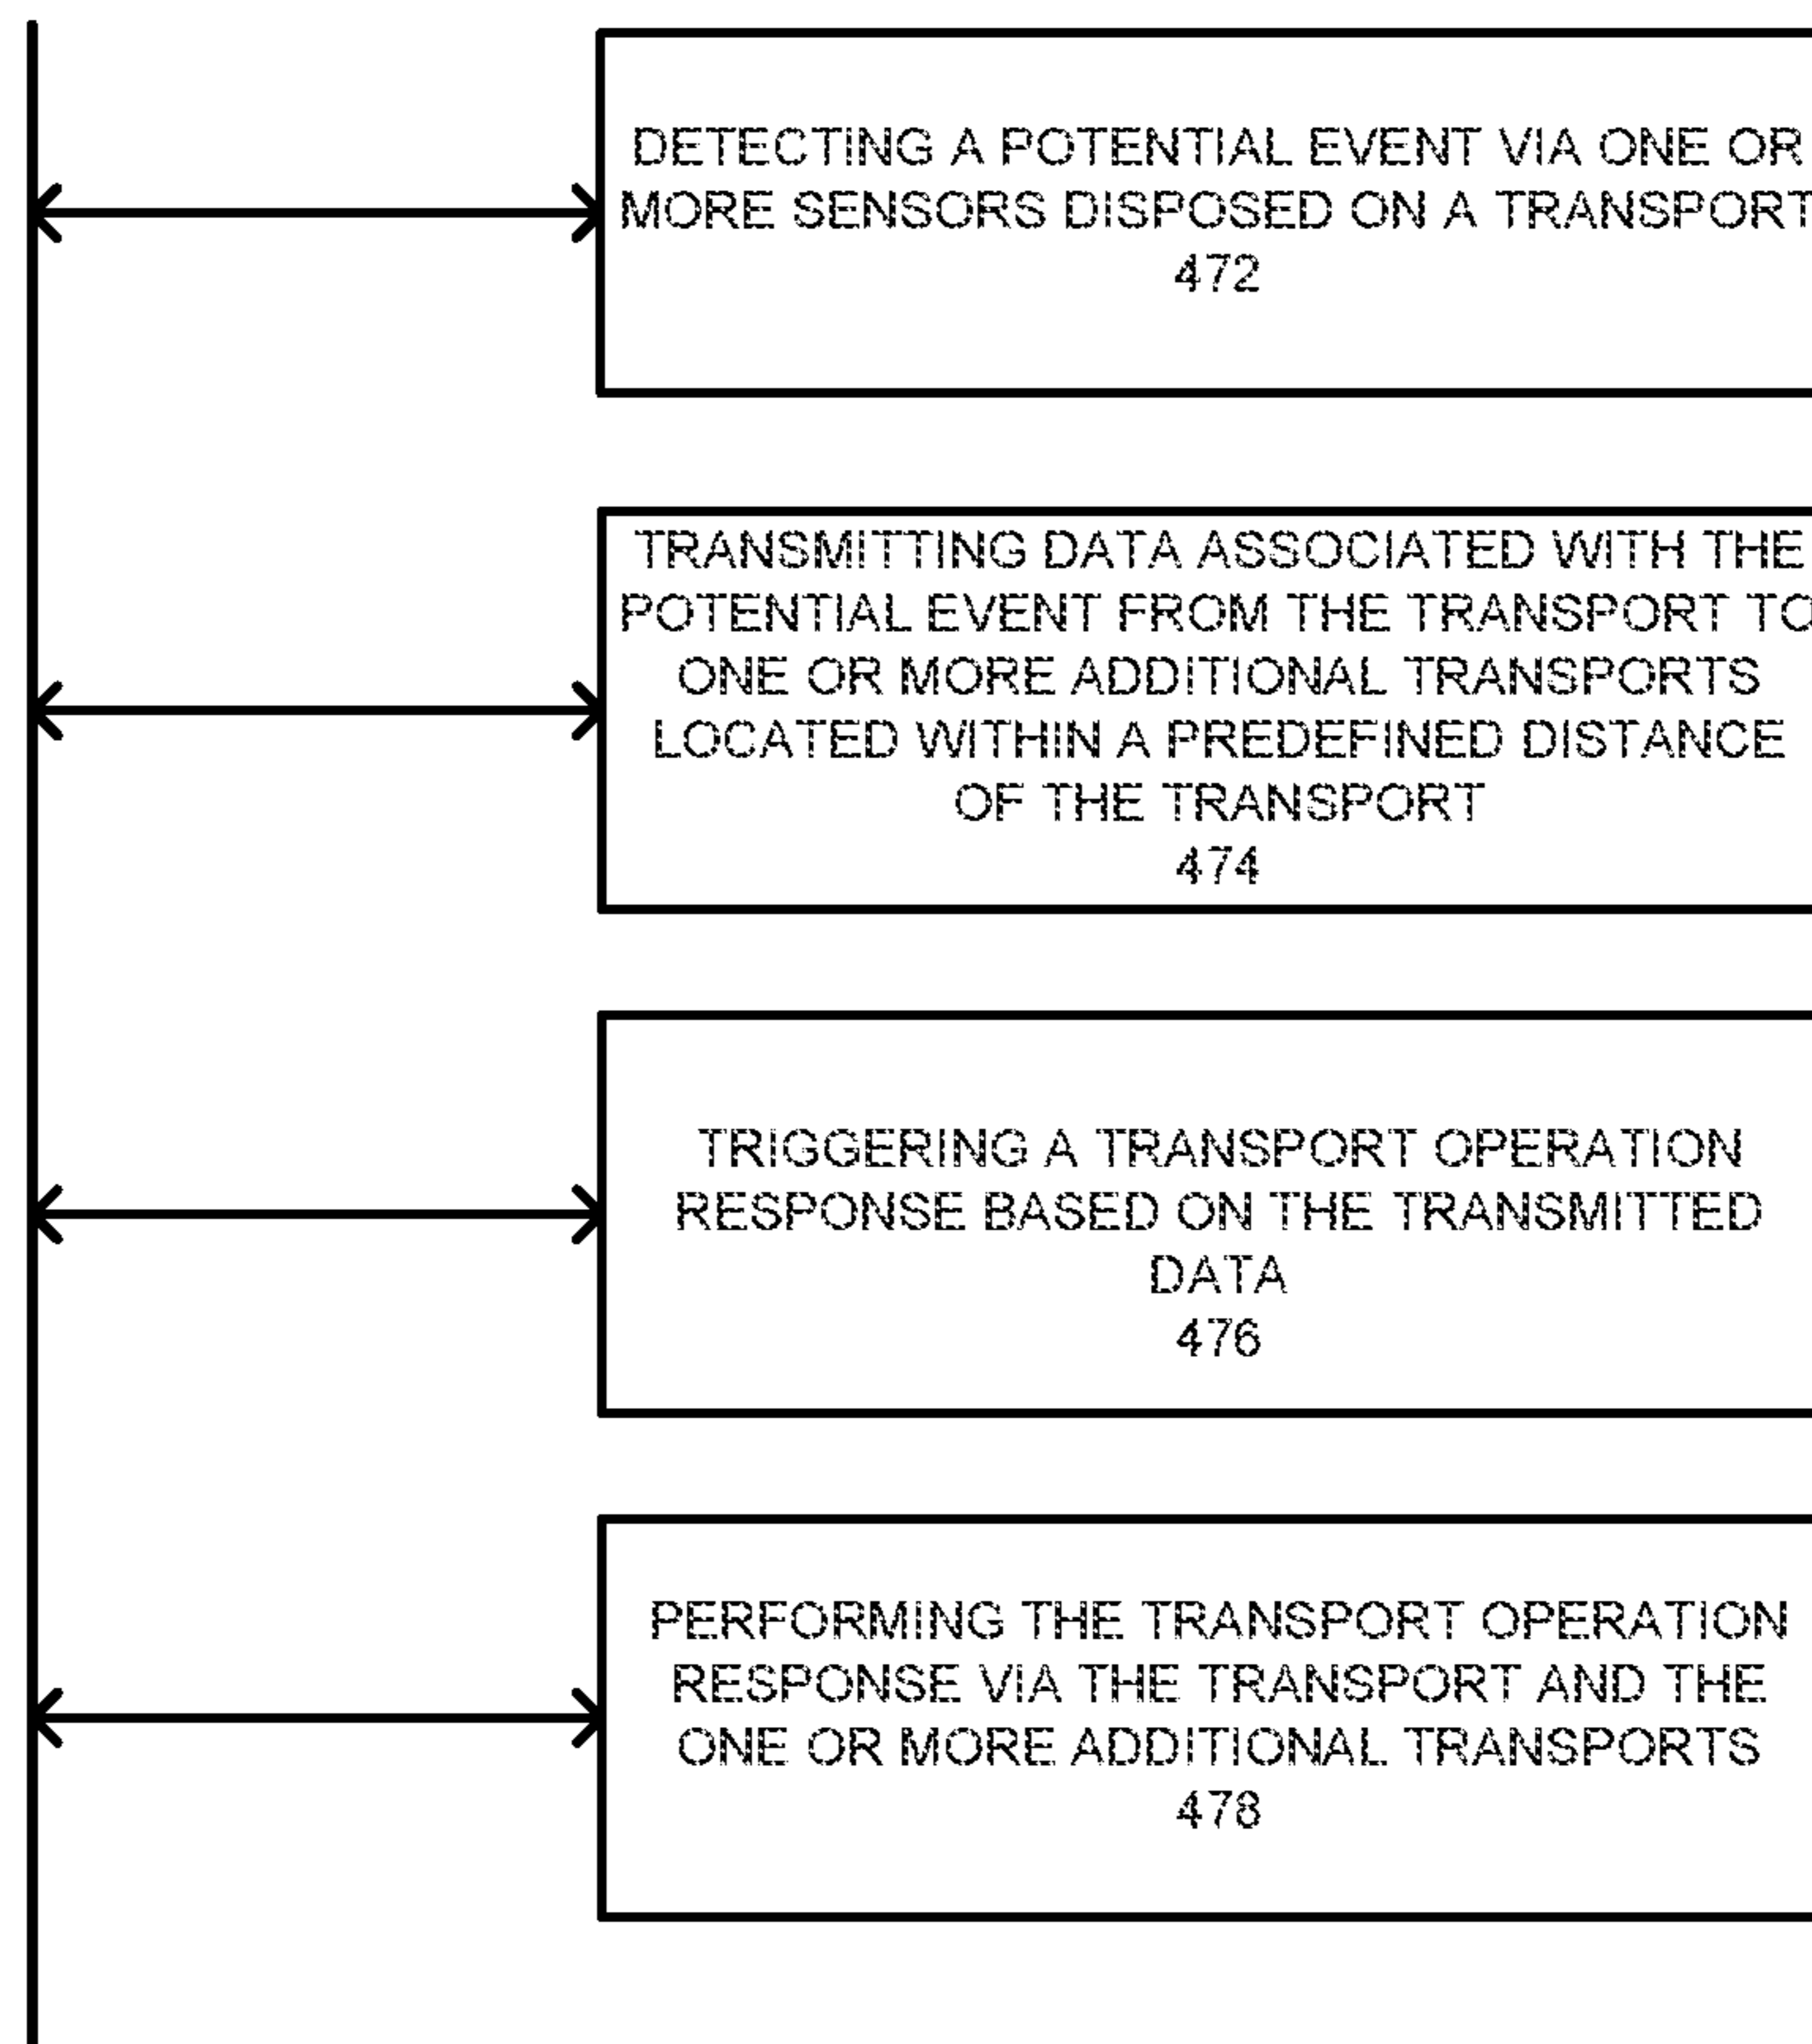 DETECTING A POTENTIAL EVENT VIA ONE OR
MORE SENSORS DISPOSED ON A TRANSPORT
472
TRANSMITTING DATA ASSOCIATED WITH THE
POTENTIAL EVENT FROM THE TRANSPORT TO
ONE OR MORE ADDITIONAL TRANSPORTS
LOCATED WITHIN A PREDEFINED DISTANCE
OF THE TRANSPORT
474
TRIGGERING A TRANSPORT OPERATION
RESPONSE BASED ON THE TRANSMITTED
DATA
476
PERFORMING THE TRANSPORT OPERATION
RESPONSE VIA THE TRANSPORT AND THE
ONE OR MORE ADDITIONAL TRANSPORTS
478